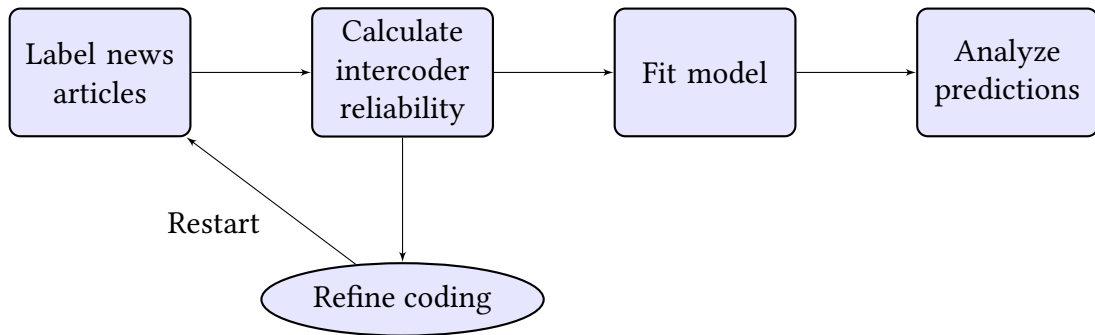 Label news
articles
Calculate
intercoder
reliability
Fit model
Analyze
predictions
Restart
Refine coding